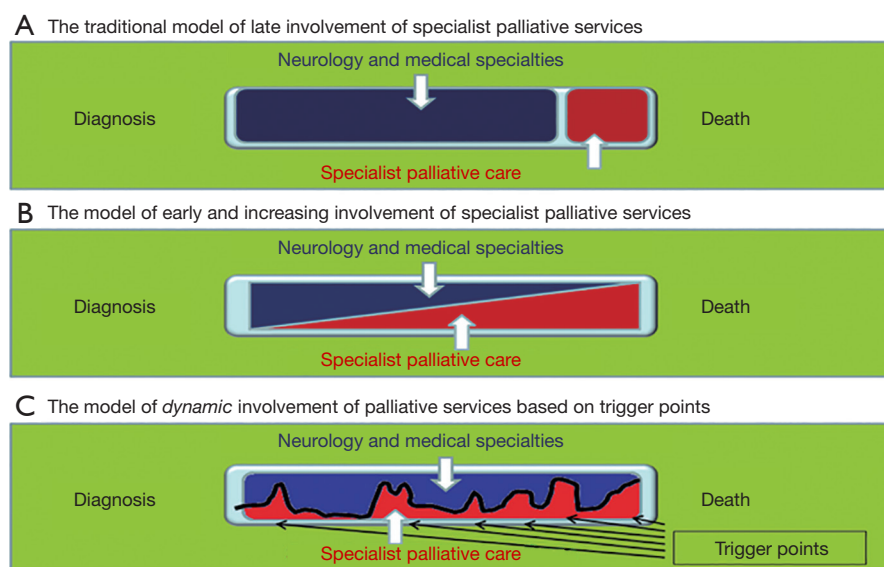 A The traditional model of late involvement of specialist palliative services
Neurology and medical specialties
Diagnosis
Death
Specialist palliative care
B The model of early and increasing involvement of specialist palliative services
Neurology and medical specialties
Diagnosis
Death
Specialist palliative care
C The model of dynamic involvement of palliative services based on trigger points
Neurology and medical specialties
Diagnosis
Death
Specialist palliative care
Trigger points